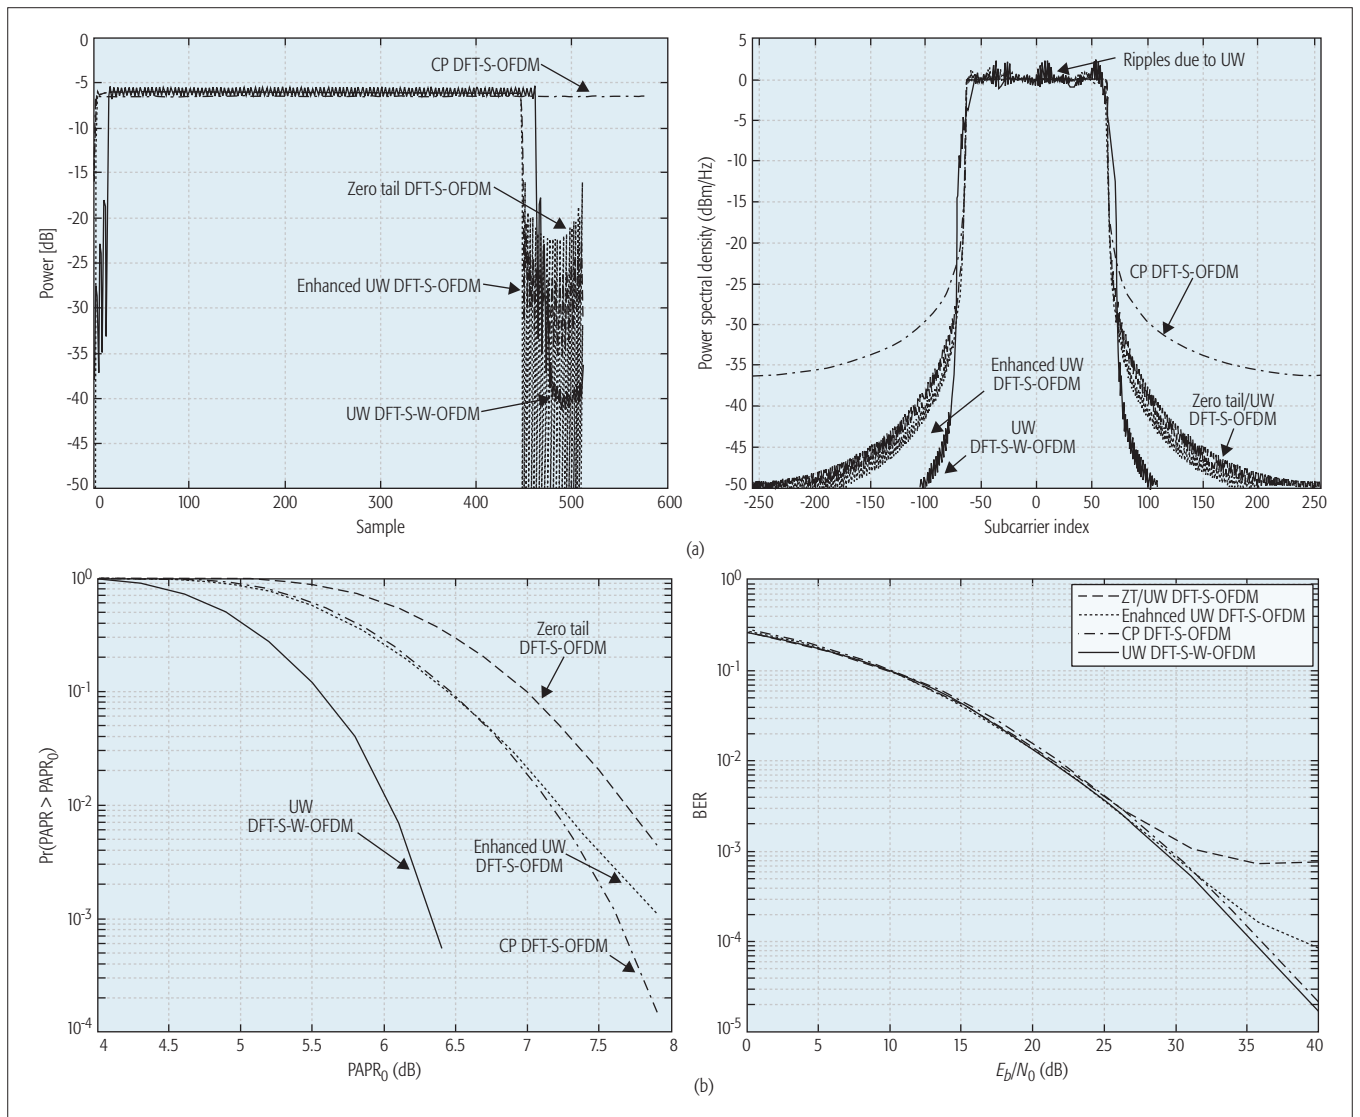 0
-5
-10
-15
-20
-25
-30
-35
-40
-45
-50
Power [dB]
0
100
200
300
400
500
600
Sample
CP DFT-S-OFDM
Zero tail DFT-S-OFDM
Enhanced UW DFT-S-OFDM
UW DFT-S-W-OFDM
5
0
-5
-10
-15
-20
-25
-30
-35
-40
-45
-50
Power spectral density (dBm/Hz)
-250
-200
-150
-100
-50
0
50
100
150
200
250
Subcarrier index
Ripples due to UW
CP DFT-S-OFDM
Enhanced UW
DFT-S-OFDM
UW
DFT-S-W-OFDM
Zero tail/UW
DFT-S-OFDM
(a)
10^0
10^-1
10^-2
10^-3
10^-4
Pr(PAPR > PAPR0)
4
4.5
5
5.5
6
6.5
7
7.5
8
PAPR0 (dB)
Zero tail
DFT-S-OFDM
UW
DFT-S-W-OFDM
Enhanced UW
DFT-S-OFDM
CP DFT-S-OFDM
10^0
10^-1
10^-2
10^-3
10^-4
10^-5
BER
0
5
10
15
20
25
30
35
40
Eb/N0 (dB)
ZT/UW DFT-S-OFDM
Enahnced UW DFT-S-OFDM
CP DFT-S-OFDM
UW DFT-S-W-OFDM
(b)